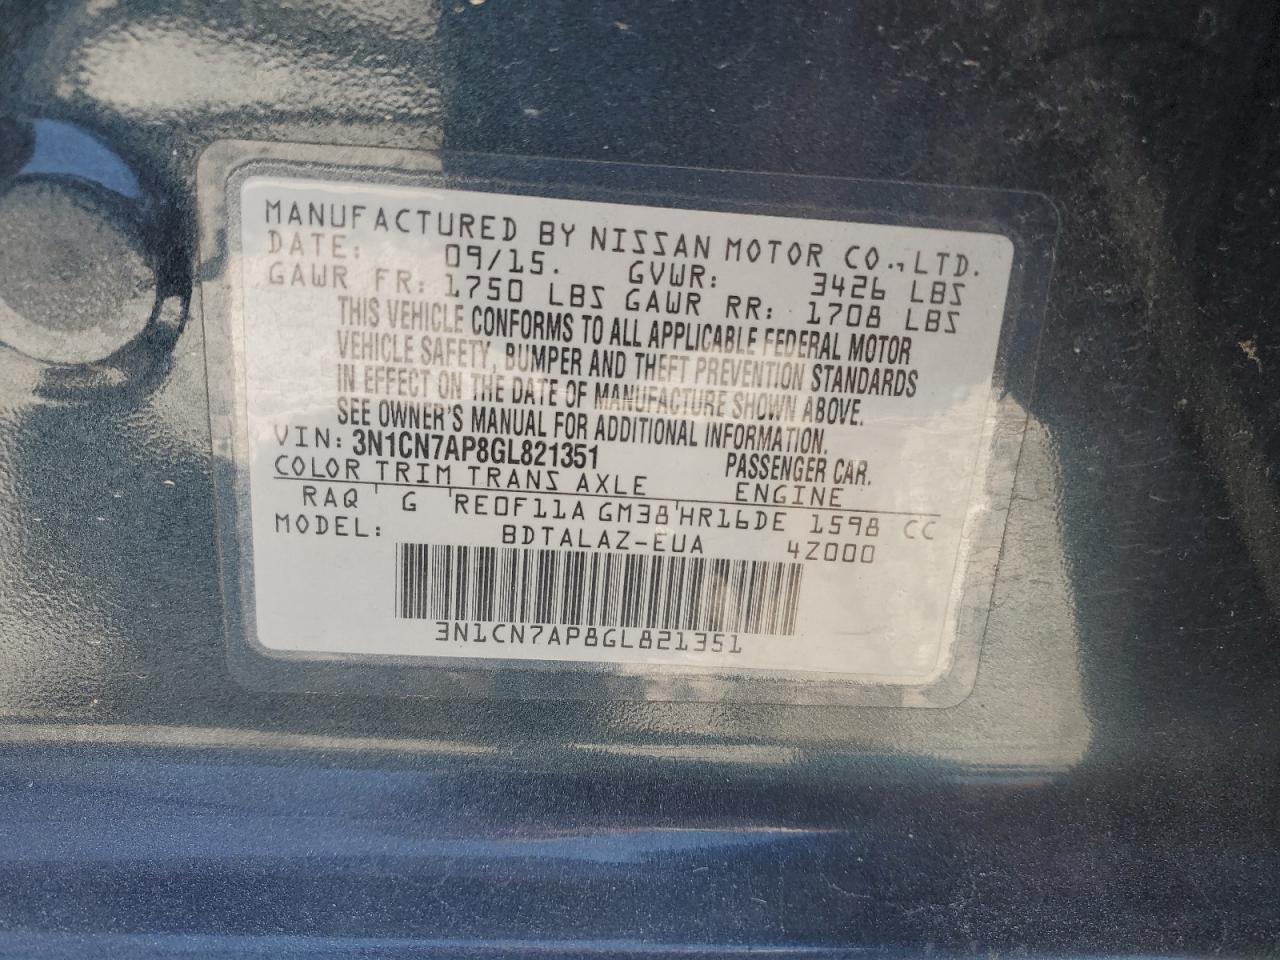 MANUFACTURED BY NISSAN MOTOR CO.,LTD.
DATE: 09/15. GVWR: 3426 LBS
GAWR FR: 1750 LBS GAWR RR: 1708 LBS
THIS VEHICLE CONFORMS TO ALL APPLICABLE FEDERAL MOTOR
VEHICLE SAFETY, BUMPER AND THEFT PREVENTION STANDARDS
IN EFFECT ON THE DATE OF MANUFACTURE SHOWN ABOVE.
SEE OWNER'S MANUAL FOR ADDITIONAL INFORMATION.
VIN: 3N1CN7AP8GL821351 PASSENGER CAR.
COLOR TRIM TRANS AXLE ENGINE
RAQ G RE0F11A GM38 HR16DE 1598 CC
MODEL: BDTALAZ-EUA 4Z000
3N1CN7AP8GL821351